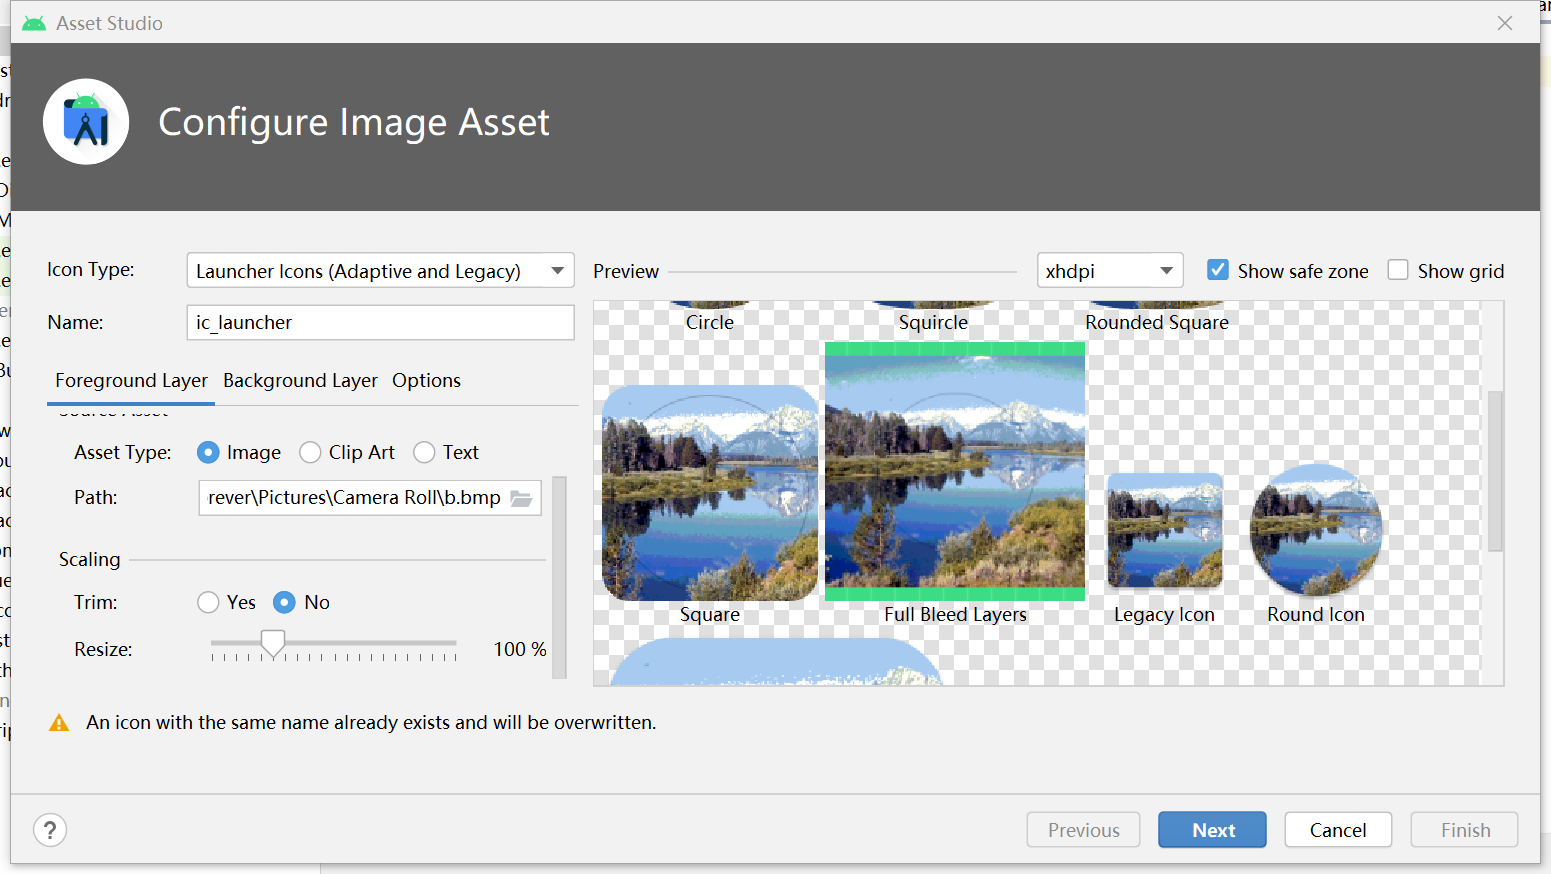 Asset Studio
Configure Image Asset
Icon Type: Launcher Icons (Adaptive and Legacy)
Name: ic_launcher
Foreground Layer Background Layer Options
Source Asset
Asset Type: Image Clip Art Text
Path: rever\Pictures\Camera Roll\b.bmp
Scaling
Trim: Yes No
Resize: 100 %
Preview xhdpi Show safe zone Show grid
Circle Squircle Rounded Square
Square Full Bleed Layers Legacy Icon Round Icon
An icon with the same name already exists and will be overwritten.
? Previous Next Cancel Finish